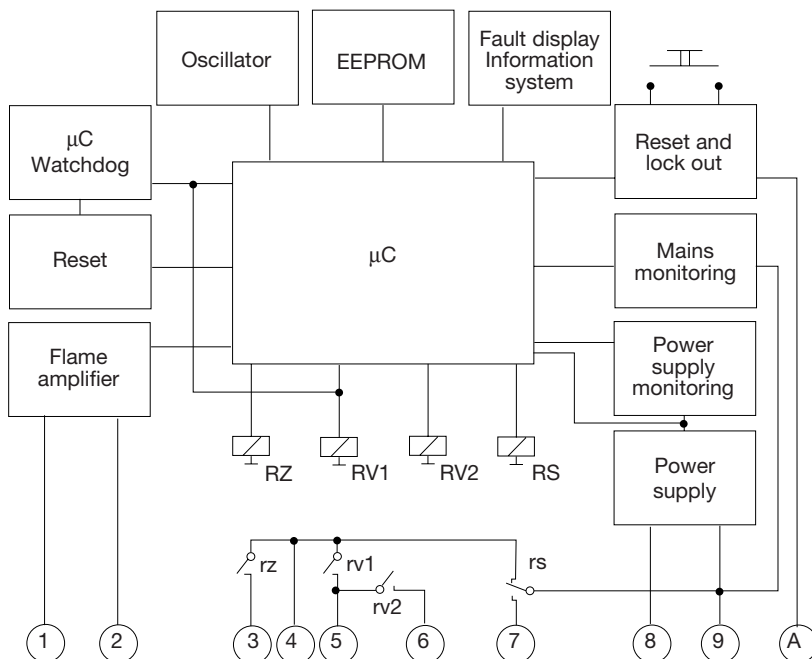 Oscillator
EEPROM
Fault display
Information
system
μC
Watchdog
Reset and
lock out
Reset
μC
Mains
monitoring
Flame
amplifier
Power
supply
monitoring
RZ
RV1
RV2
RS
Power
supply
rz
rv1
rv2
rs
1
2
3
4
5
6
7
8
9
A